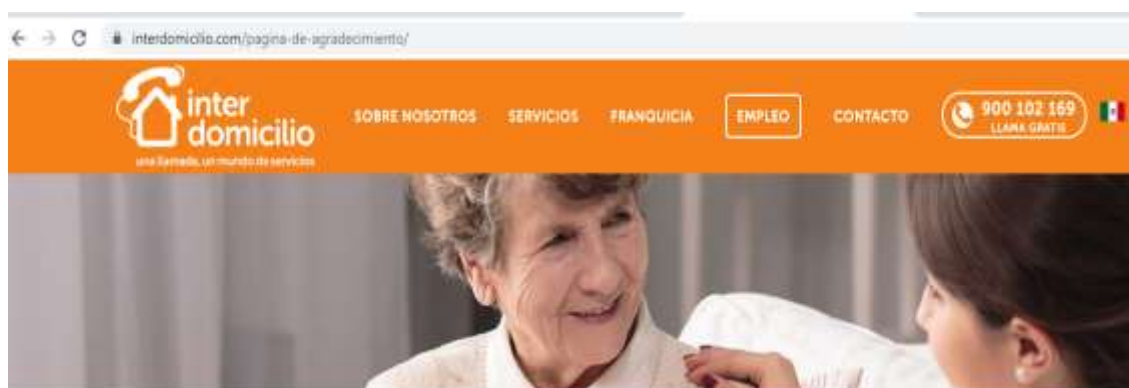 interdomicilio.com/pagina-de-agradecimiento/
inter
domicilio
una llamada, un mundo de servicios
SOBRE NOSOTROS
SERVICIOS
FRANQUICIA
EMPLEO
CONTACTO
900 102 169
LLAMA GRATIS